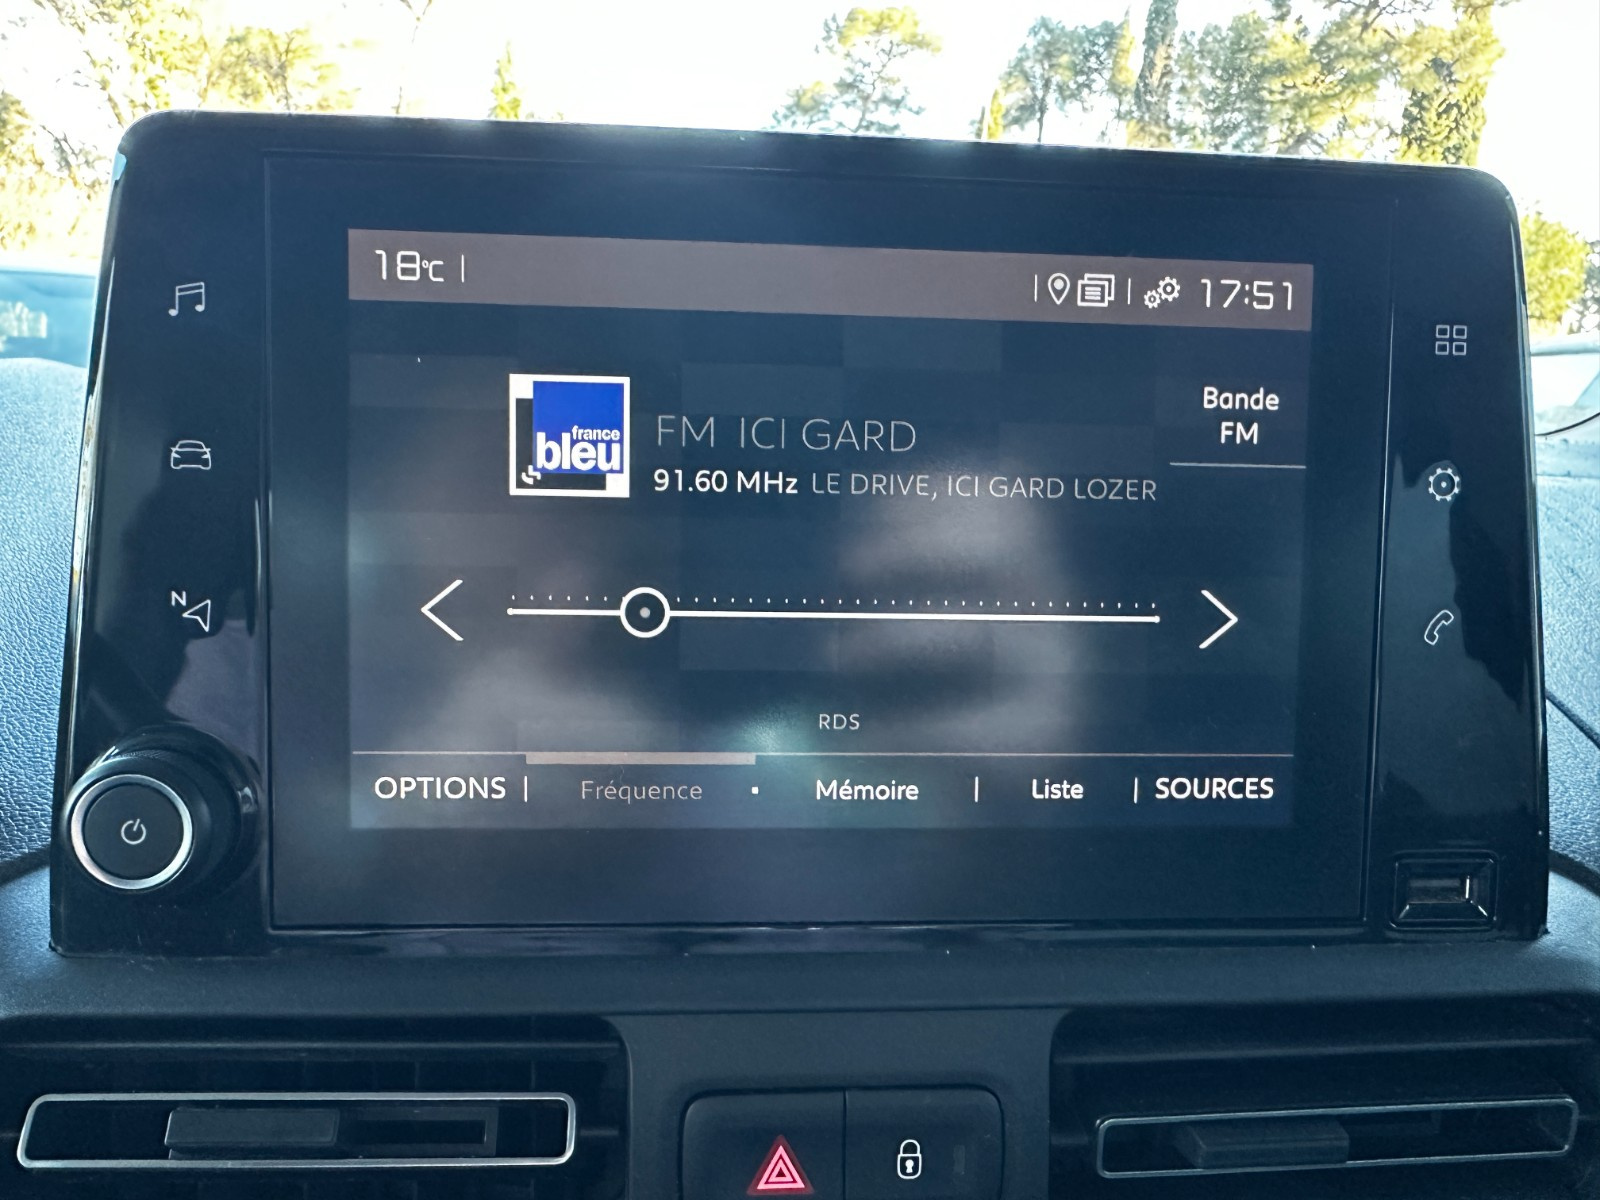 18°C
17:51
france
bleu
FM ICI GARD
91.60 MHz LE DRIVE, ICI GARD LOZER
Bande
FM
N
RDS
OPTIONS | Fréquence · Mémoire | Liste | SOURCES